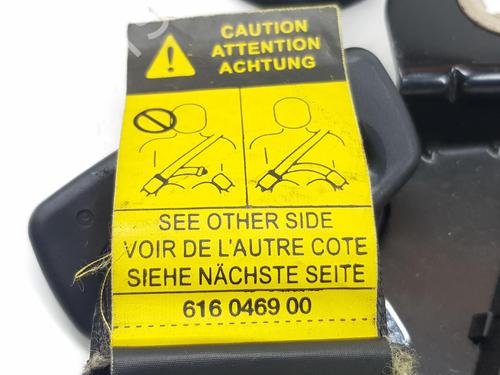 CAUTION
ATTENTION
ACHTUNG
SEE OTHER SIDE
VOIR DE L'AUTRE COTE
SIEHE NÄCHSTE SEITE
616 0469 00